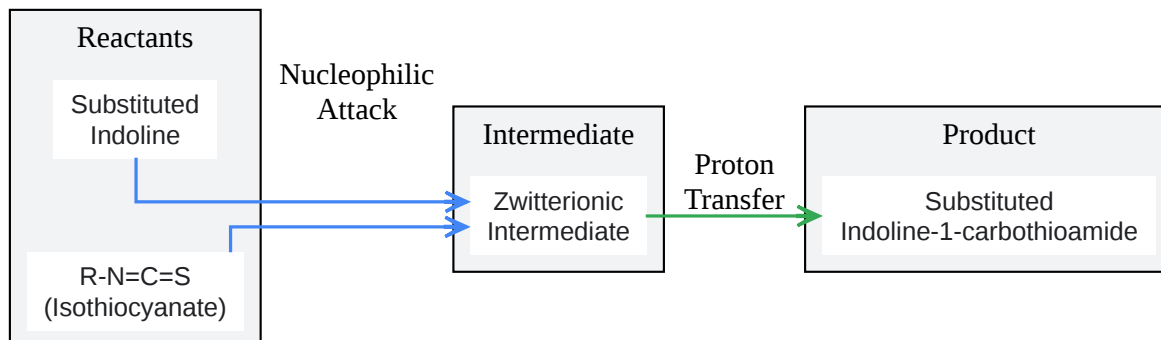 Reactants
Substituted
Indoline
R-N=C=S
(Isothiocyanate)
Nucleophilic
Attack
Intermediate
Zwitterionic
Intermediate
Proton
Transfer
Product
Substituted
Indoline-1-carbothioamide